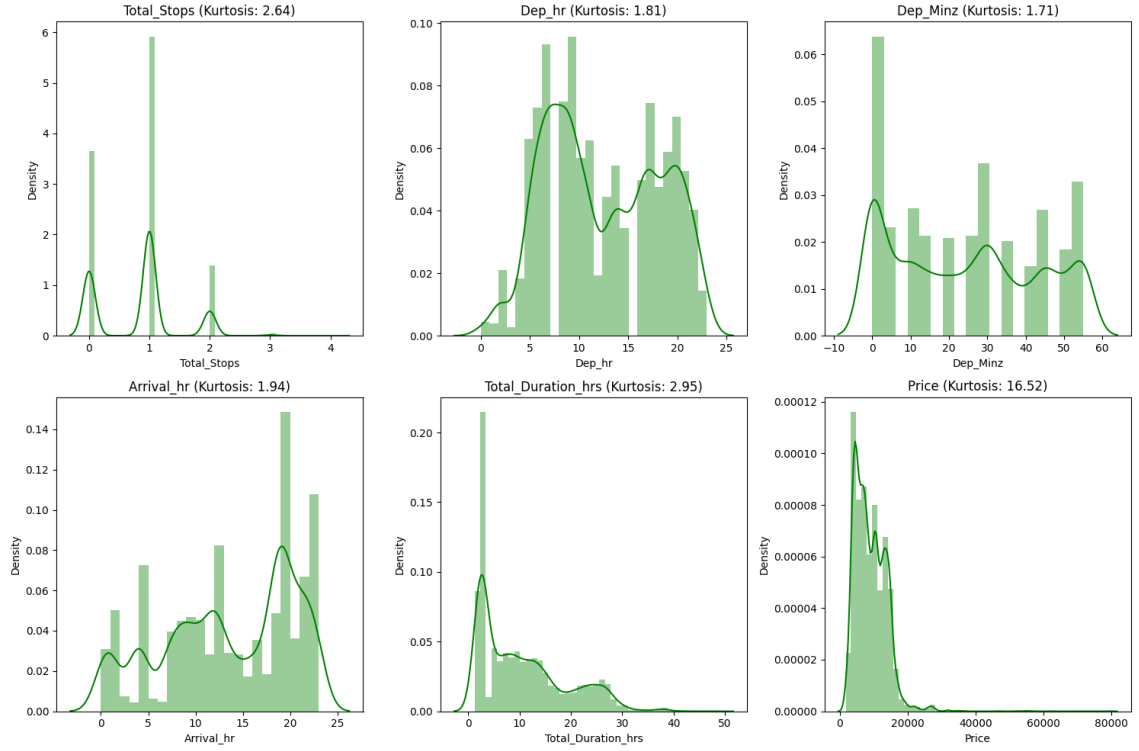 Total_Stops (Kurtosis: 2.64)
Density
6
5
4
3
2
1
0
0 1 2 3 4
Total_Stops
Dep_hr (Kurtosis: 1.81)
Density
0.10
0.08
0.06
0.04
0.02
0.00
0 5 10 15 20 25
Dep_hr
Dep_Minz (Kurtosis: 1.71)
Density
0.06
0.05
0.04
0.03
0.02
0.01
0.00
−10 0 10 20 30 40 50 60
Dep_Minz
Arrival_hr (Kurtosis: 1.94)
Density
0.14
0.12
0.10
0.08
0.06
0.04
0.02
0.00
0 5 10 15 20 25
Arrival_hr
Total_Duration_hrs (Kurtosis: 2.95)
Density
0.20
0.15
0.10
0.05
0.00
0 10 20 30 40 50
Total_Duration_hrs
Price (Kurtosis: 16.52)
Density
0.00012
0.00010
0.00008
0.00006
0.00004
0.00002
0.00000
0 20000 40000 60000 80000
Price